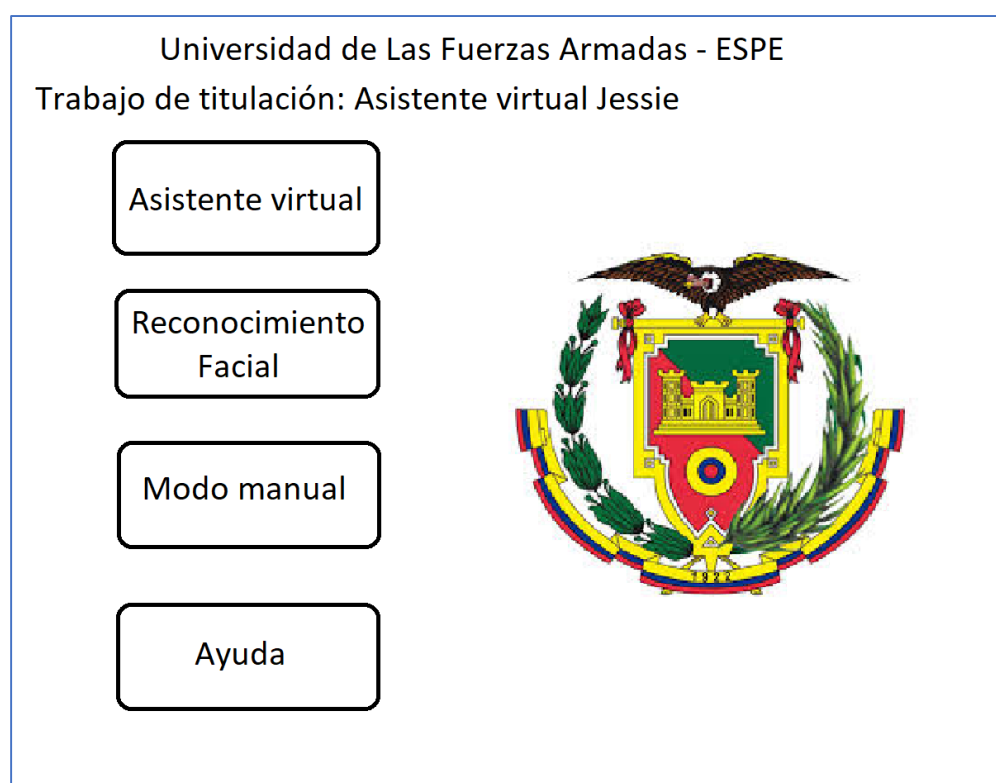 Universidad de Las Fuerzas Armadas - ESPE
Trabajo de titulación: Asistente virtual Jessie
Asistente virtual
Reconocimiento
Facial
Modo manual
Ayuda
1922